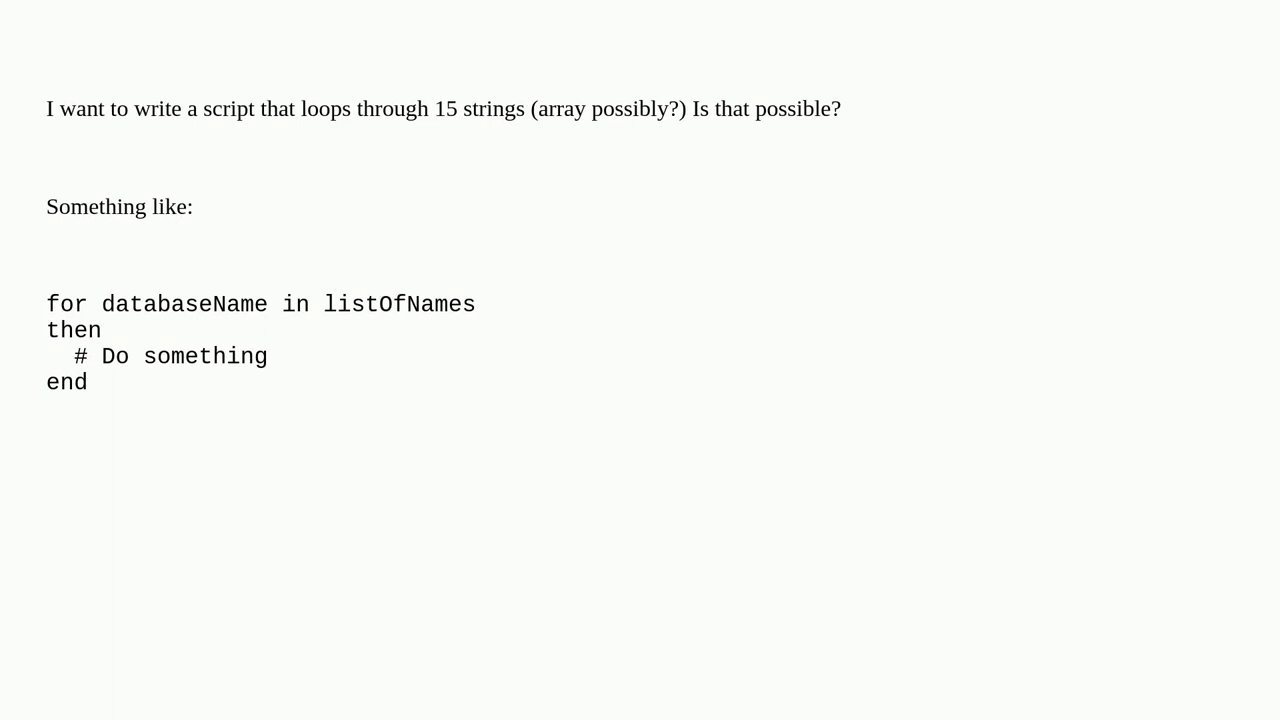 I want to write a script that loops through 15 strings (array possibly?) Is that possible?
Something like:
for databaseName in listOfNames
then
  # Do something
end